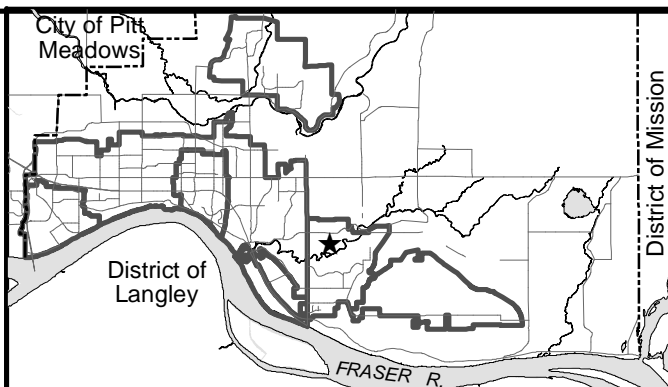 City of Pitt
Meadows
District of Mission
District of
Langley
FRASER R.